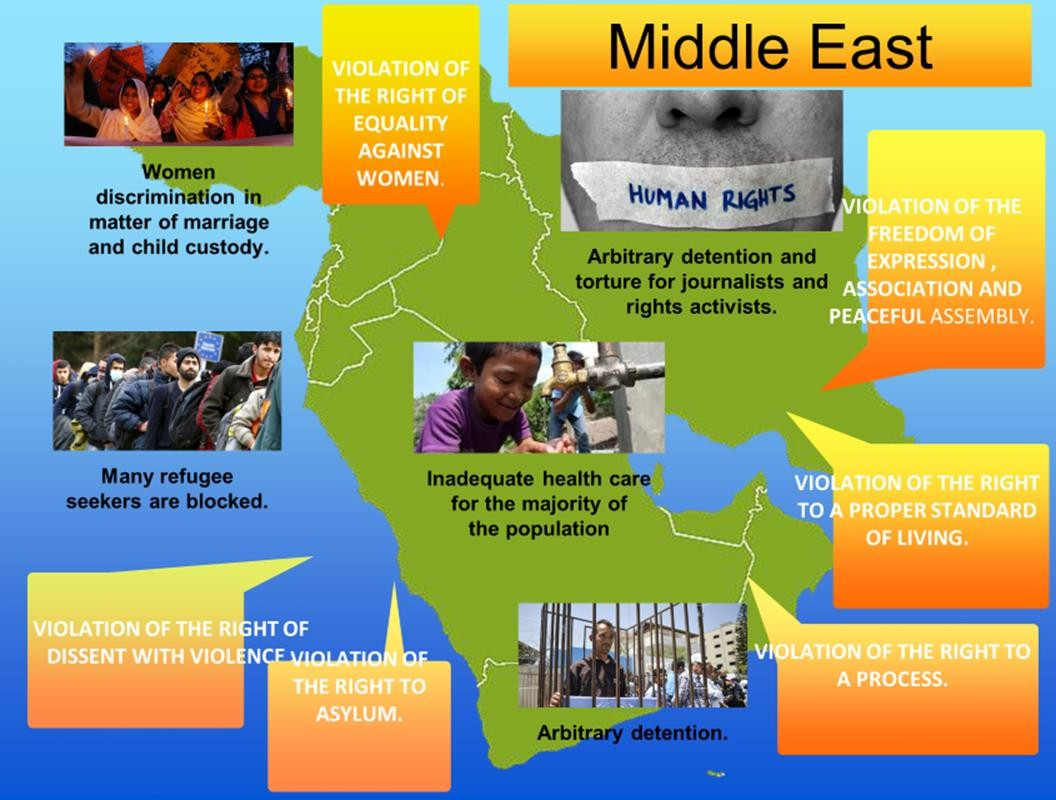 Middle East
VIOLATION OF
THE RIGHT OF
EQUALITY
AGAINST
WOMEN.
Women
discrimination in
matter of marriage
and child custody.
HUMAN RIGHTS
Arbitrary detention and
torture for journalists and
rights activists.
VIOLATION OF THE
FREEDOM OF
EXPRESSION ,
ASSOCIATION AND
PEACEFUL ASSEMBLY.
Many refugee
seekers are blocked.
Inadequate health care
for the majority of
the population
VIOLATION OF THE RIGHT
TO A PROPER STANDARD
OF LIVING.
VIOLATION OF THE RIGHT OF
DISSENT WITH VIOLENCE
VIOLATION OF
THE RIGHT TO
ASYLUM.
Arbitrary detention.
VIOLATION OF THE RIGHT TO
A PROCESS.